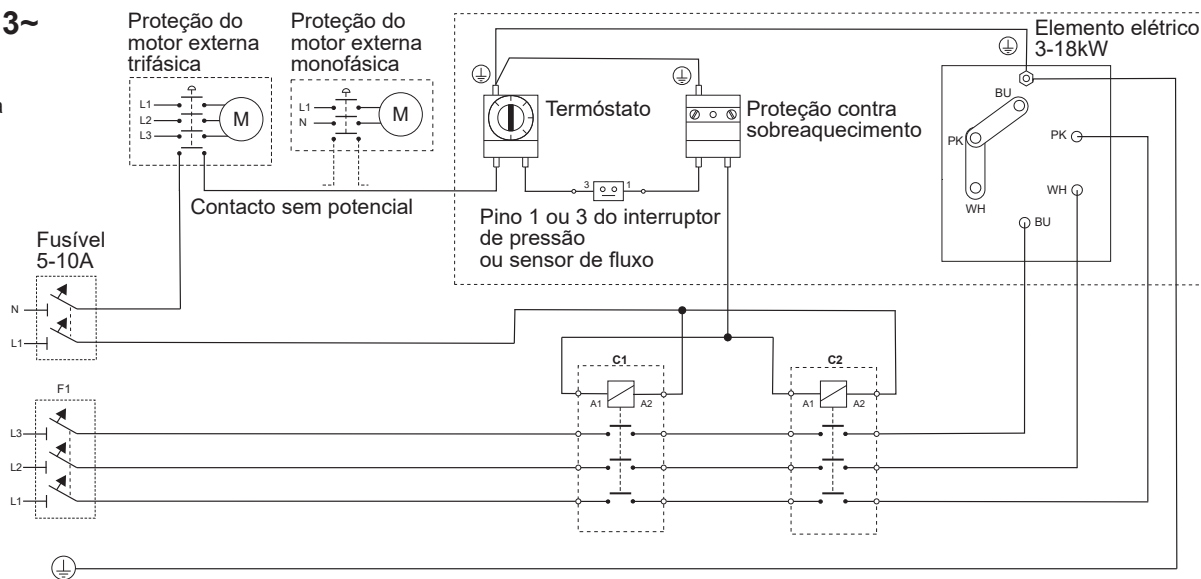 3~
Proteção do
motor externa
trifásica
L1
L2
L3
M
Proteção do
motor externa
monofásica
L1
N
M
a
Contacto sem potencial
Termóstato
Proteção contra
sobreaquecimento
3
1
Pino 1 ou 3 do interruptor
de pressão
ou sensor de fluxo
Elemento elétrico
3-18kW
BU
PK
WH
PK
WH
BU
Fusível
5-10A
N
L1
F1
L3
L2
L1
C1
A1
A2
C2
A1
A2